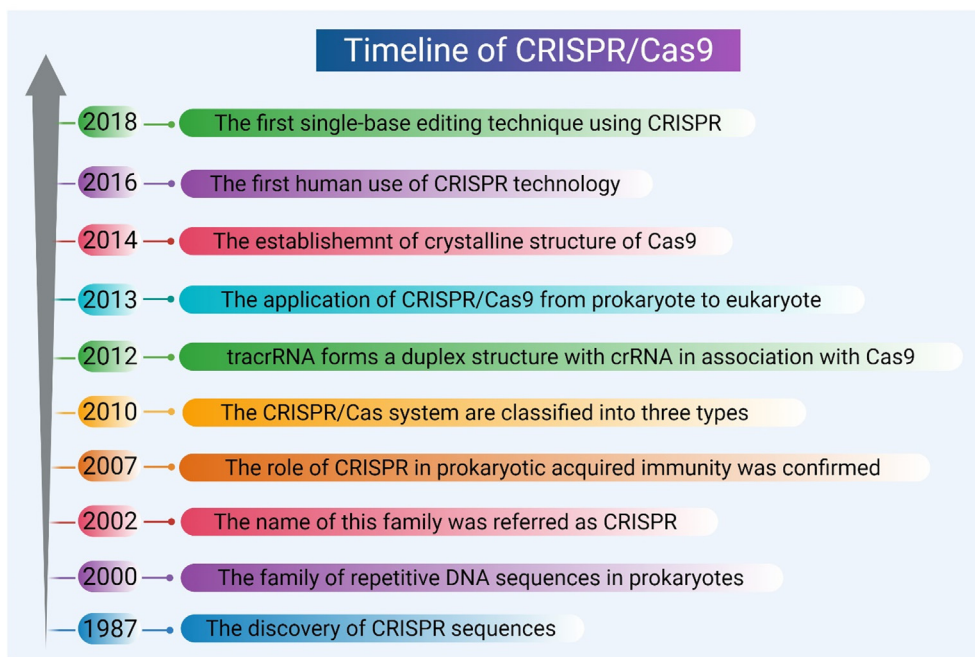 Timeline of CRISPR/Cas9
2018 The first single-base editing technique using CRISPR
2016 The first human use of CRISPR technology
2014 The establishemnt of crystalline structure of Cas9
2013 The application of CRISPR/Cas9 from prokaryote to eukaryote
2012 tracrRNA forms a duplex structure with crRNA in association with Cas9
2010 The CRISPR/Cas system are classified into three types
2007 The role of CRISPR in prokaryotic acquired immunity was confirmed
2002 The name of this family was referred as CRISPR
2000 The family of repetitive DNA sequences in prokaryotes
1987 The discovery of CRISPR sequences